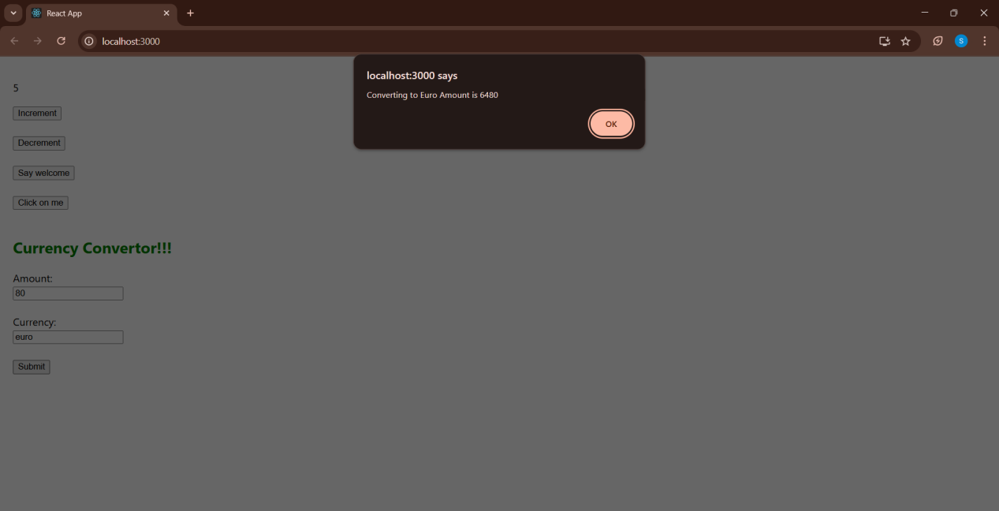 React App
localhost:3000
S
localhost:3000 says
Converting to Euro Amount is 6480
OK
5
Increment
Decrement
Say welcome
Click on me
Currency Convertor!!!
Amount:
80
Currency:
euro
Submit